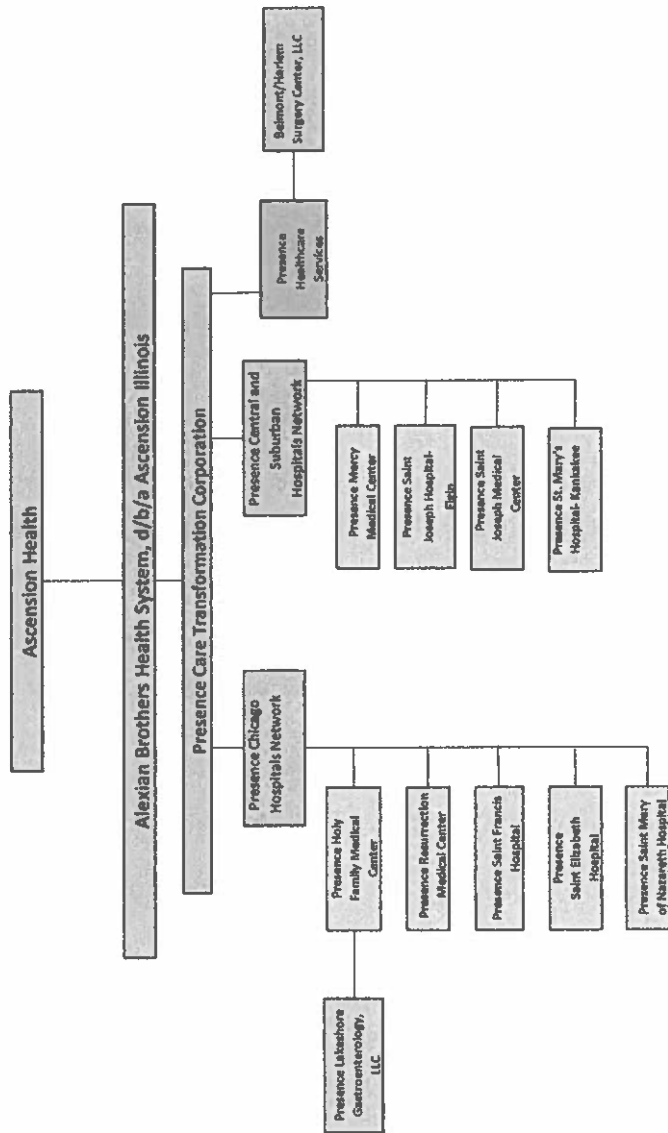 Ascension Health
Alexian Brothers Health System, d/b/a Ascension Illinois
Presence Care Transformation Corporation
Presence Chicago
Hospitals Network
Presence Central and
Suburban
Hospitals Network
Presence
Healthcare
Services
Belmont/Harlem
Surgery Center, LLC
Presence Lakeshore
Gastroenterology,
LLC
Presence Holy
Family Medical
Center
Presence Resurrection
Medical Center
Presence Saint Francis
Hospital
Presence
Saint Elizabeth
Hospital
Presence Saint Mary
of Nazareth Hospital
Presence Mercy
Medical Center
Presence Saint
Joseph Hospital-
Elgin
Presence Saint
Joseph Medical
Center
Presence St. Mary's
Hospital- Kankakee